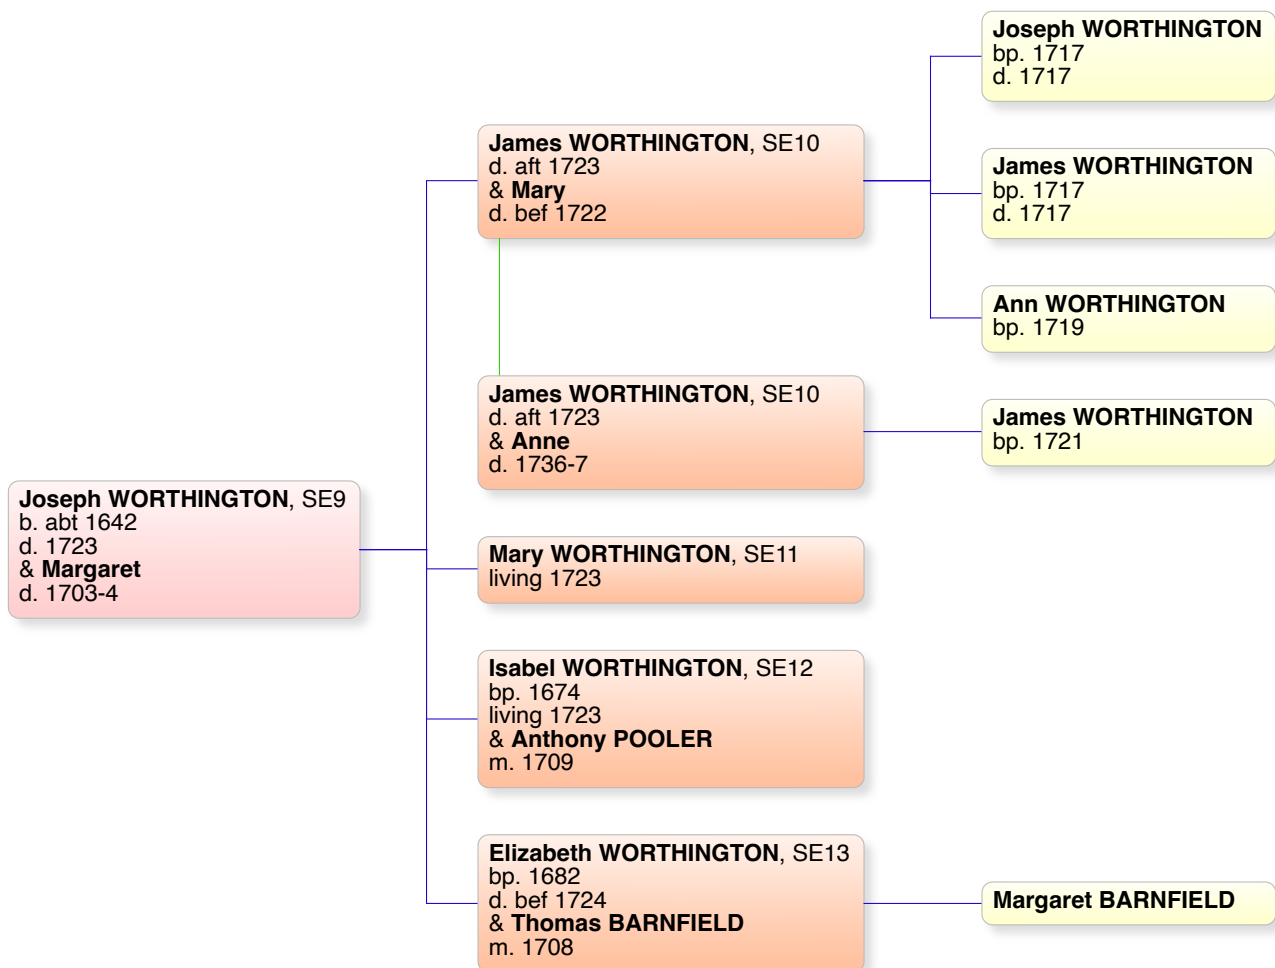 Joseph WORTHINGTON, SE9
b. abt 1642
d. 1723
& Margaret
d. 1703-4
James WORTHINGTON, SE10
d. aft 1723
& Mary
d. bef 1722
James WORTHINGTON, SE10
d. aft 1723
& Anne
d. 1736-7
Mary WORTHINGTON, SE11
living 1723
Isabel WORTHINGTON, SE12
bp. 1674
living 1723
& Anthony POOLER
m. 1709
Elizabeth WORTHINGTON, SE13
bp. 1682
d. bef 1724
& Thomas BARNFIELD
m. 1708
Joseph WORTHINGTON
bp. 1717
d. 1717
James WORTHINGTON
bp. 1717
d. 1717
Ann WORTHINGTON
bp. 1719
James WORTHINGTON
bp. 1721
Margaret BARNFIELD